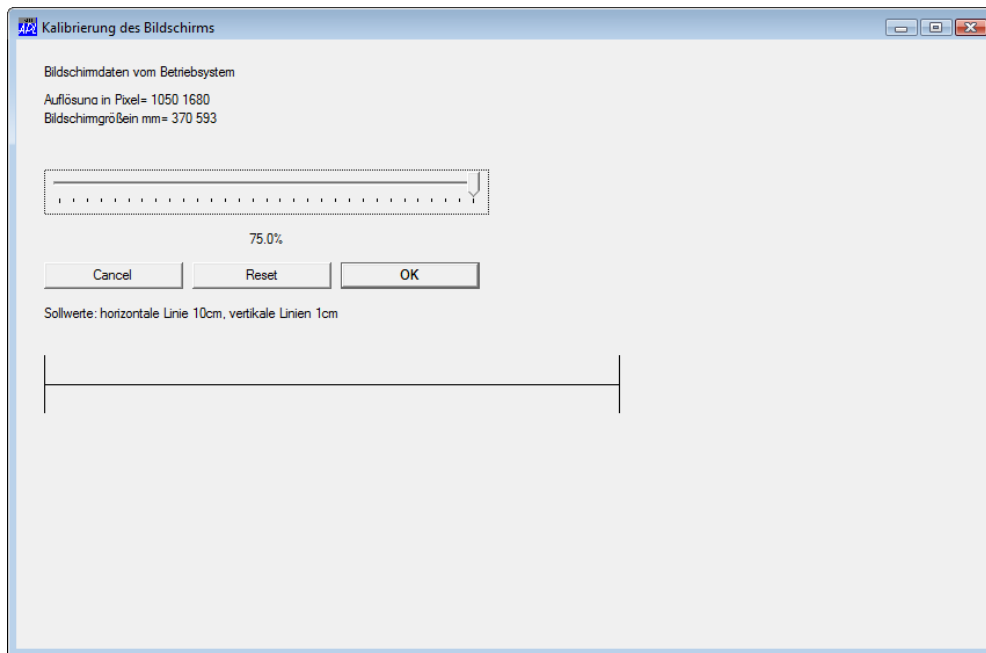 APL Kalibrierung des Bildschirms
Bildschirmdaten vom Betriebsystem
Auflösung in Pixel= 1050 1680
Bildschirmgrößein mm= 370 593
75.0%
Cancel Reset OK
Sollwerte: horizontale Linie 10cm, vertikale Linien 1cm